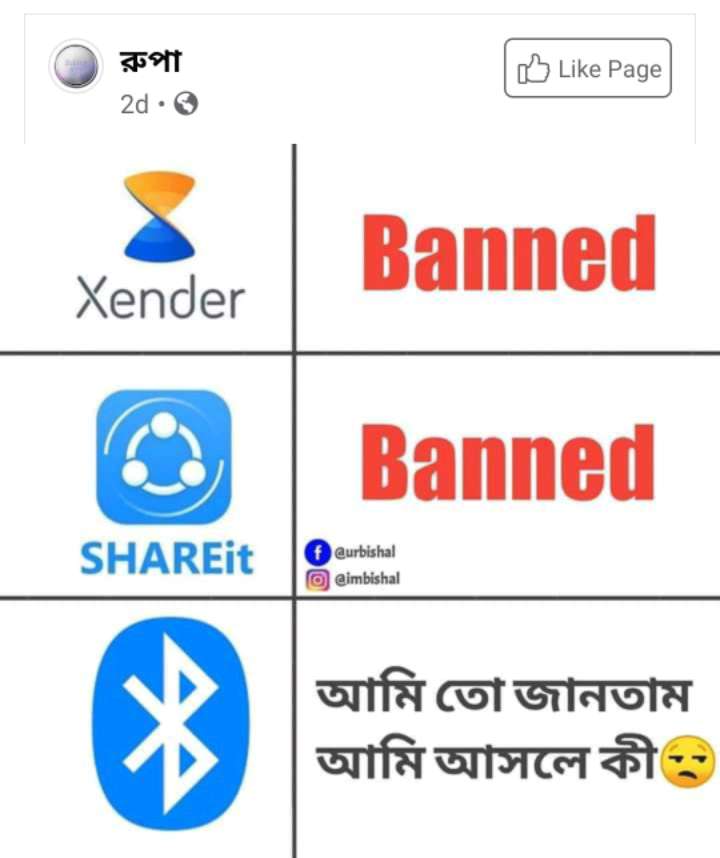 রুপা
Like Page
2d
Xender
Banned
SHAREit
Banned
@urbishal
@imbishal
আমি তো জানতাম
আমি আসলে কী😒